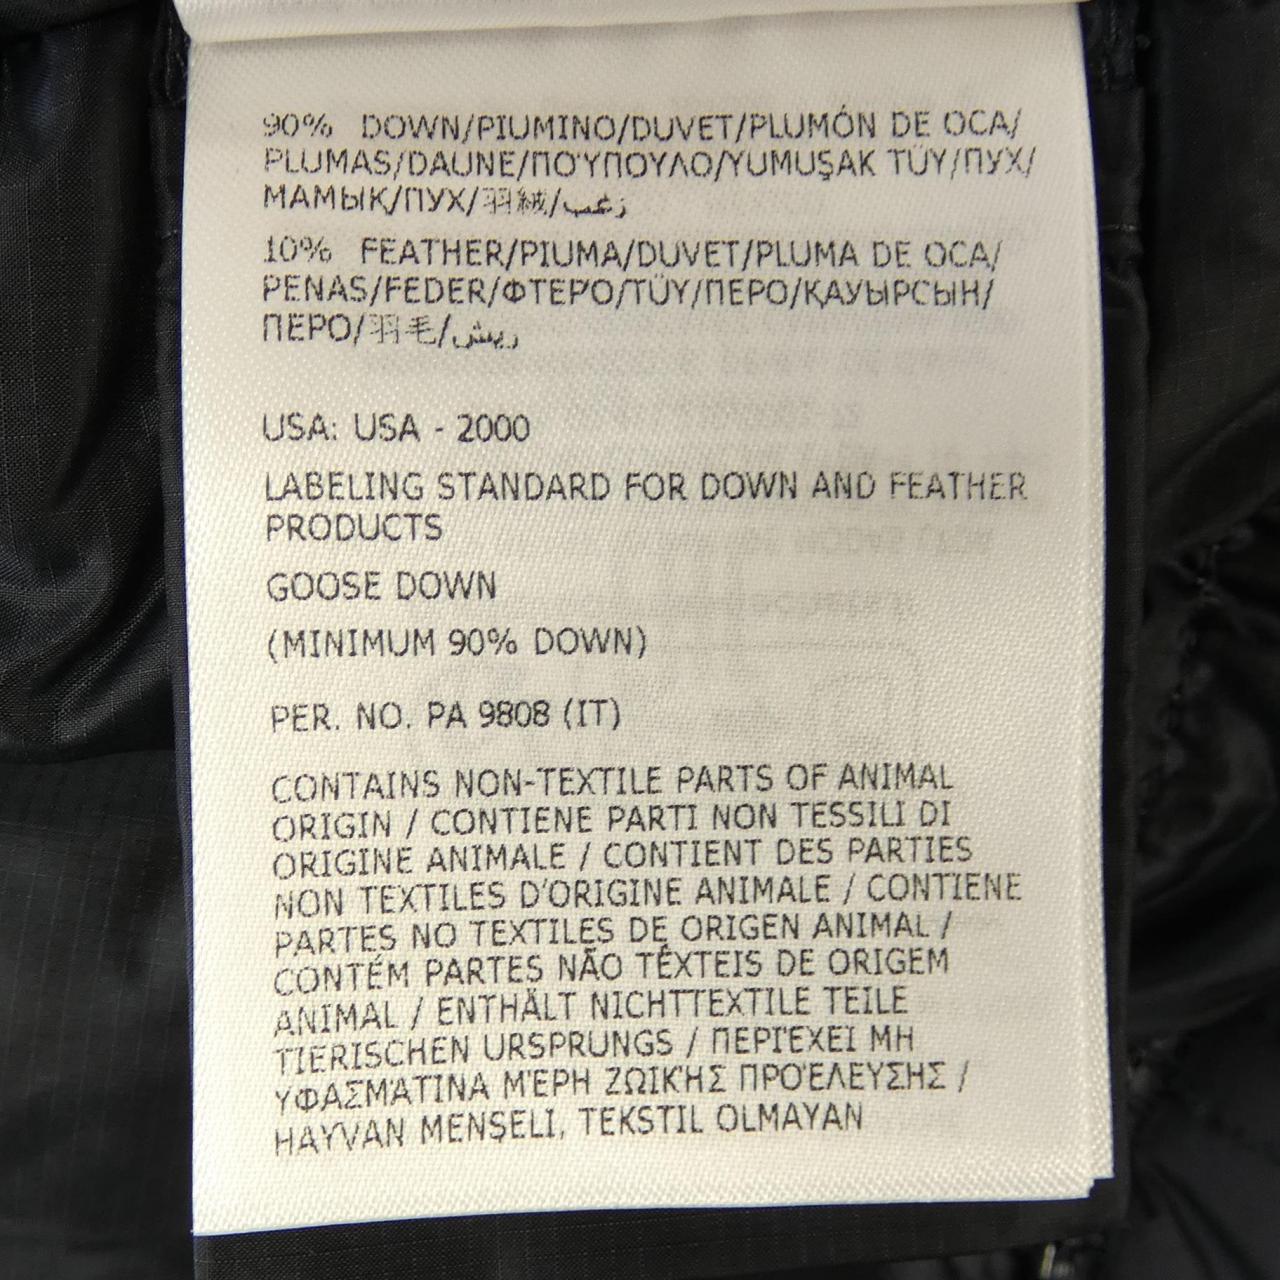 90% DOWN/PIUMINO/DUVET/PLUMÓN DE OCA/
PLUMAS/DAUNE/ΠΟΎΠΟΥΛΟ/YUMUŞAK TÜY/ПУХ/
МАМЫҚ/ПУХ/羽絨/زغب
10% FEATHER/PIUMA/DUVET/PLUMA DE OCA/
PENAS/FEDER/ΦΤΕΡΌ/TÜY/ПЕРО/ҚАУЫРСЫН/
ПЕРО/羽毛/ريش
USA: USA - 2000
LABELING STANDARD FOR DOWN AND FEATHER
PRODUCTS
GOOSE DOWN
(MINIMUM 90% DOWN)
PER. NO. PA 9808 (IT)
CONTAINS NON-TEXTILE PARTS OF ANIMAL
ORIGIN / CONTIENE PARTI NON TESSILI DI
ORIGINE ANIMALE / CONTIENT DES PARTIES
NON TEXTILES D'ORIGINE ANIMALE / CONTIENE
PARTES NO TEXTILES DE ORIGEN ANIMAL /
CONTÉM PARTES NÃO TÊXTEIS DE ORIGEM
ANIMAL / ENTHÄLT NICHTTEXTILE TEILE
TIERISCHEN URSPRUNGS / ΠΕΡΙΈΧΕΙ ΜΗ
ΥΦΑΣΜΆΤΙΝΑ ΜΈΡΗ ΖΩΙΚΉΣ ΠΡΟΈΛΕΥΣΗΣ /
HAYVAN MENŞELİ, TEKSTIL OLMAYAN